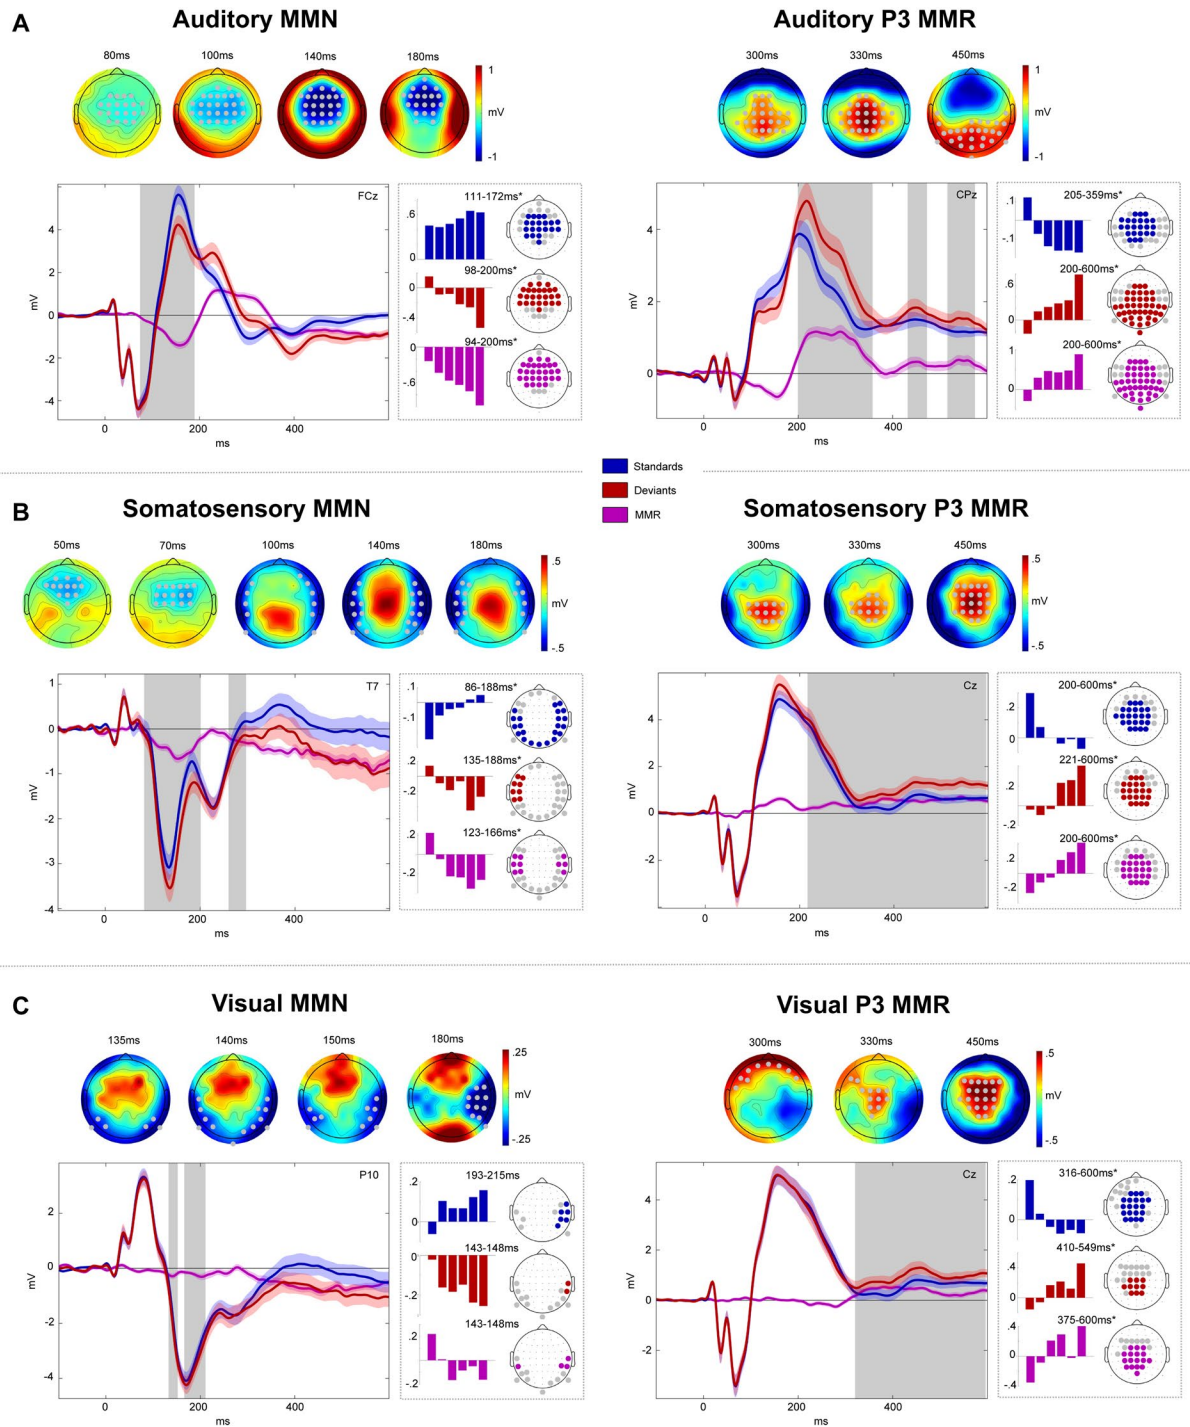 A
Auditory MMN
Auditory P3 MMR
80ms 100ms 140ms 180ms
1
mV
-1
300ms 330ms 450ms
1
mV
-1
FCz
4
2
0
-2
-4
mV
0 200 400
ms
111-172ms*
.6
0
98-200ms*
0
-.4
94-200ms*
0
-.6
CPz
4
2
0
mV
0 200 400
ms
205-359ms*
.1
-.1
200-600ms*
.6
0
200-600ms*
1
0
Standards
Deviants
MMR
B
Somatosensory MMN
Somatosensory P3 MMR
50ms 70ms 100ms 140ms 180ms
.5
mV
-.5
300ms 330ms 450ms
.5
mV
-.5
T7
1
0
-1
-2
-3
-4
mV
0 200 400
ms
86-188ms*
.1
-.1
135-188ms*
.2
-.2
123-166ms*
.2
-.2
Cz
4
2
0
-2
mV
0 200 400
ms
200-600ms*
.2
0
221-600ms*
.2
-.2
200-600ms*
.2
-.2
C
Visual MMN
Visual P3 MMR
135ms 140ms 150ms 180ms
.25
mV
-.25
300ms 330ms 450ms
.5
mV
-.5
P10
2
0
-2
-4
mV
0 200 400
ms
193-215ms
.2
0
143-148ms
0
-.2
143-148ms
.2
-.2
Cz
4
2
0
-2
mV
0 200 400
ms
316-600ms*
.2
0
410-549ms*
.4
0
375-600ms*
.4
0
-.4